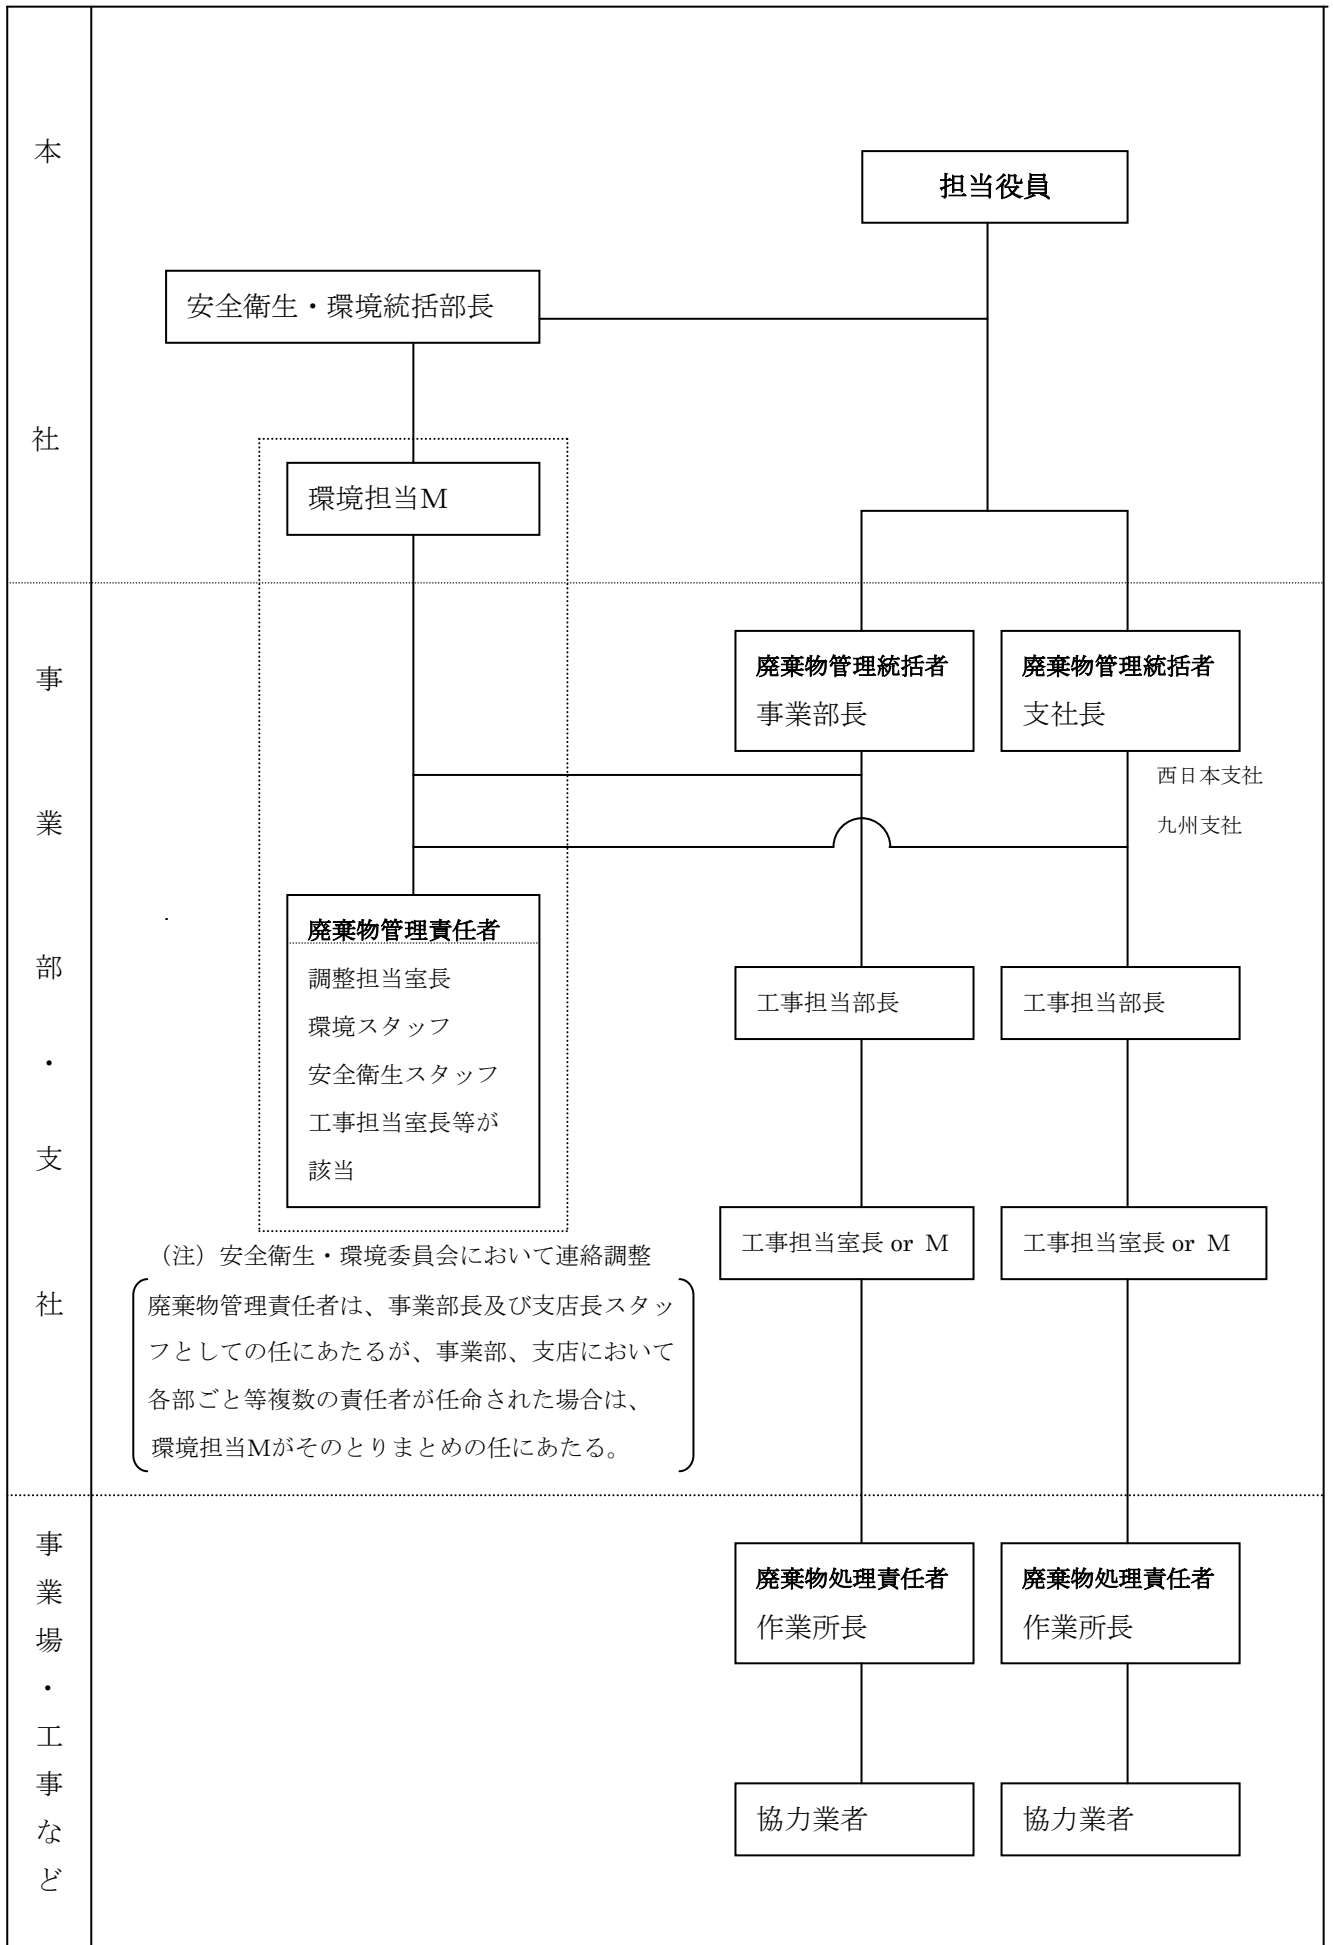 本社
担当役員
安全衛生・環境統括部長
環境担当M
事業部・支社
廃棄物管理統括者
事業部長
廃棄物管理統括者
支社長
西日本支社
九州支社
廃棄物管理責任者
調整担当室長
環境スタッフ
安全衛生スタッフ
工事担当室長等が
該当
工事担当部長
工事担当部長
工事担当室長 or M
工事担当室長 or M
（注）安全衛生・環境委員会において連絡調整
廃棄物管理責任者は、事業部長及び支店長スタッ
フとしての任にあたるが、事業部、支店において
各部ごと等複数の責任者が任命された場合は、
環境担当Mがそのとりまとめの任にあたる。
事業場・工事など
廃棄物処理責任者
作業所長
廃棄物処理責任者
作業所長
協力業者
協力業者